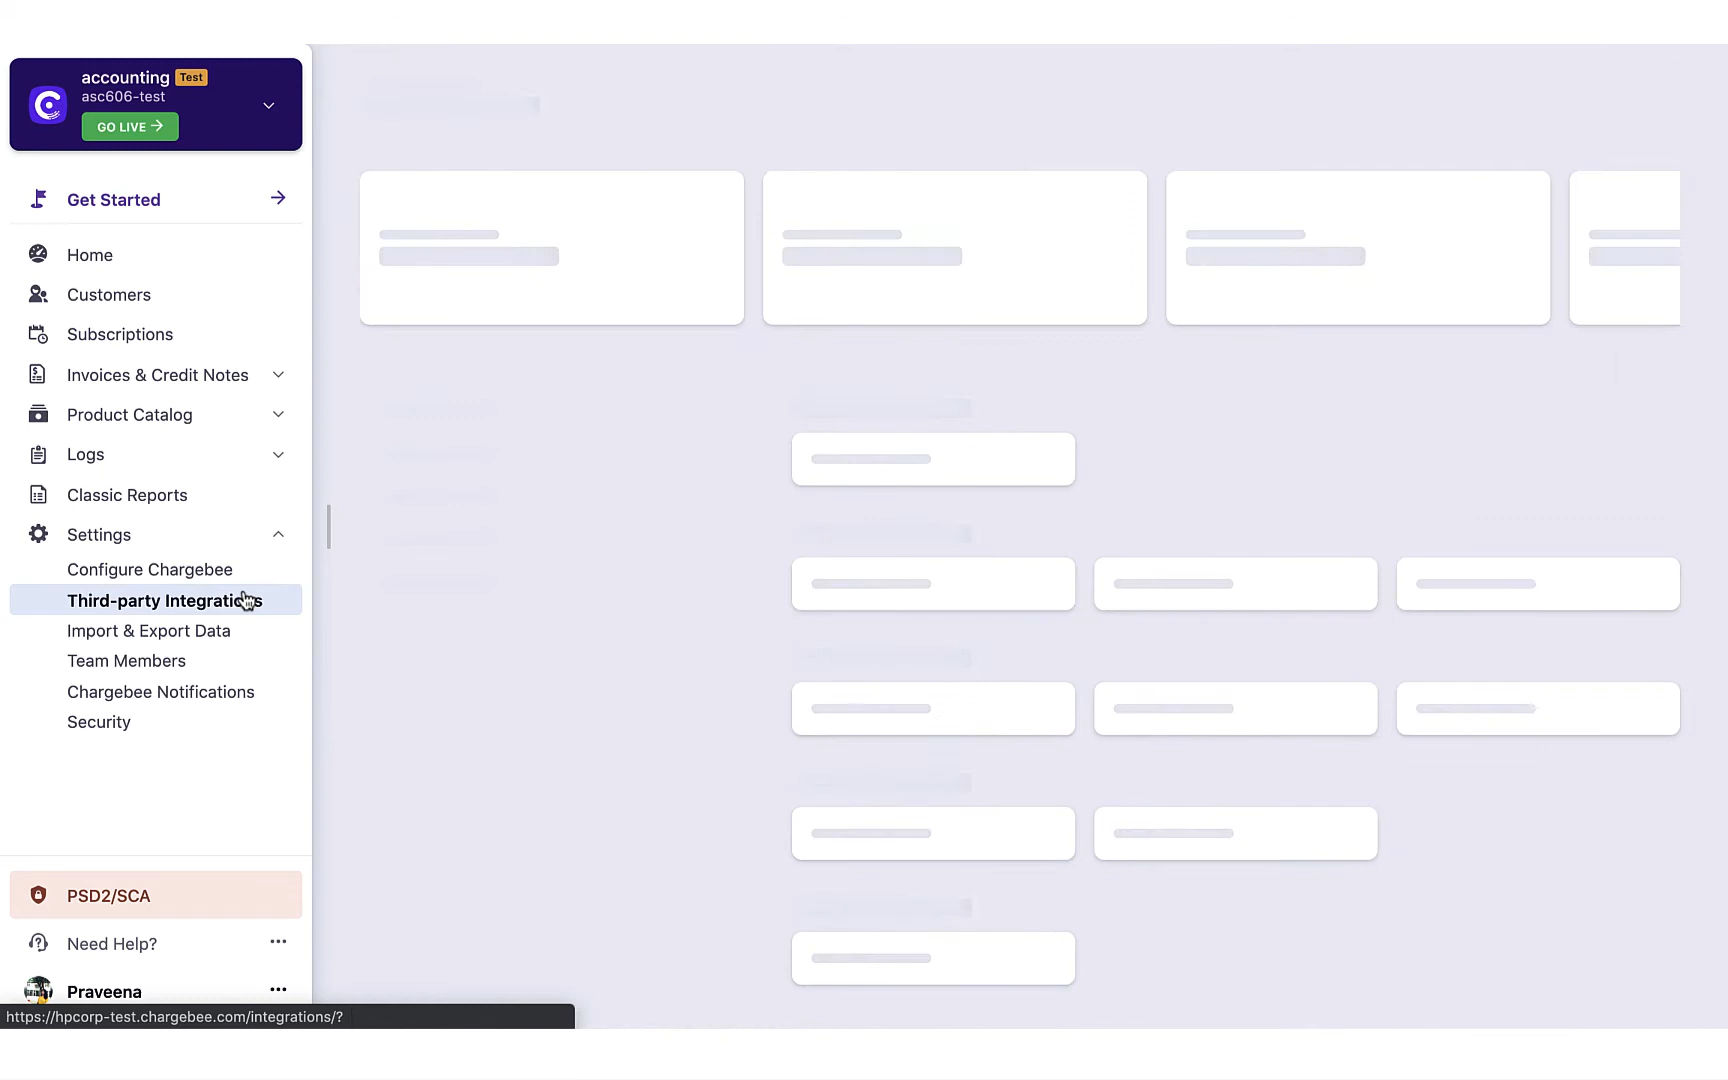 accounting Test
asc606-test
GO LIVE
Get Started
Home
Customers
Subscriptions
Invoices & Credit Notes
Product Catalog
Logs
Classic Reports
Settings
Configure Chargebee
Third-party Integrations
Import & Export Data
Team Members
Chargebee Notifications
Security
PSD2/SCA
Need Help?
Praveena
https://hpcorp-test.chargebee.com/integrations/?